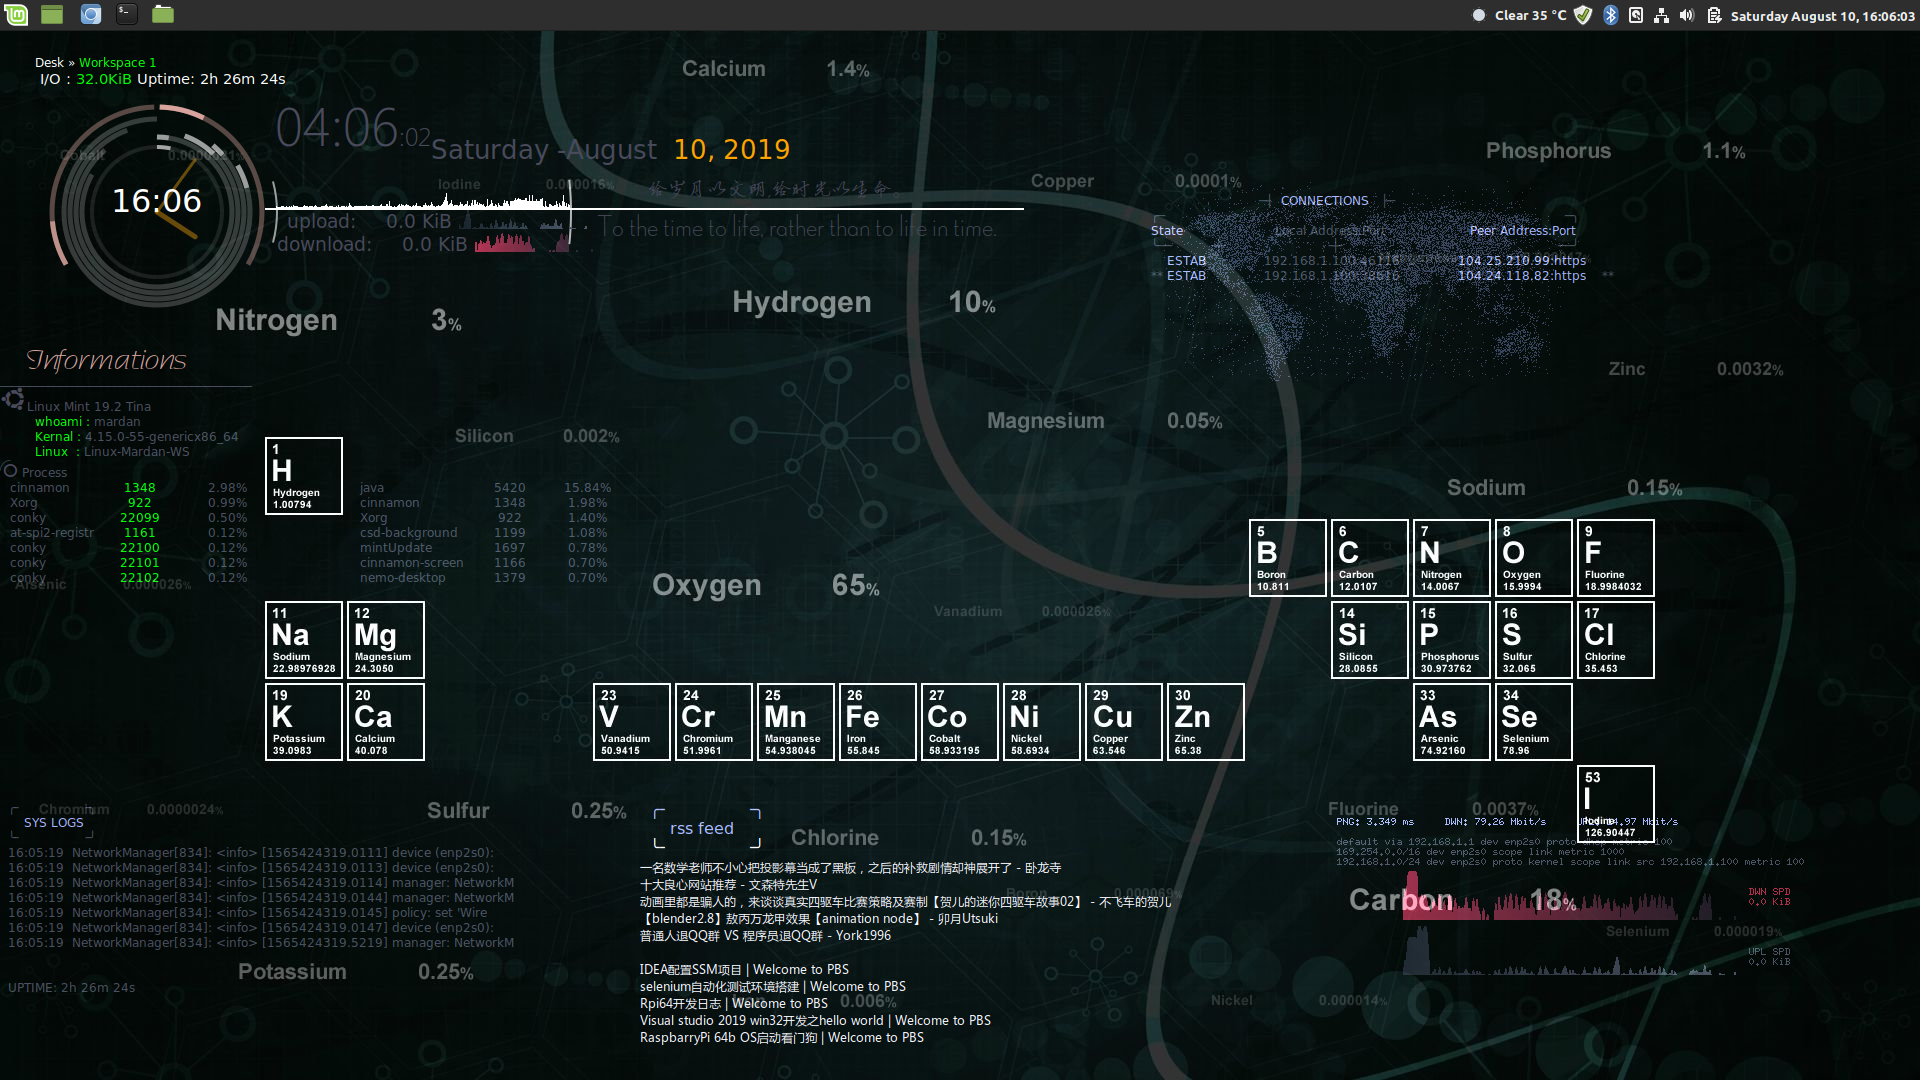 Clear 35 °C
Saturday August 10, 16:06:03
Desk » Workspace 1
I/O : 32.0KiB Uptime: 2h 26m 24s
Calcium 1.4%
04:06:02
Saturday -August 10, 2019
Cobalt
16:06
Iodine 0.000016%
给岁月以文明,给时光以生命。
upload: 0.0 KiB
To the time to life, rather than to life in time.
download: 0.0 KiB
Phosphorus 1.1%
Copper 0.0001%
CONNECTIONS
State Local Address:Port Peer Address:Port
ESTAB 104.25.210.99:https
** ESTAB 104.24.118.82:https **
Nitrogen 3%
Hydrogen 10%
Zinc 0.0032%
Magnesium 0.05%
Silicon 0.002%
Sodium 0.15%
Informations
Linux Mint 19.2 Tina
whoami : mardan
Kernal : 4.15.0-55-genericx86_64
Linux : Linux-Mardan-WS
Process
cinnamon 1348 2.98%
Xorg 922 0.99%
conky 22099 0.50%
at-spi2-registr 1161 0.12%
conky 22100 0.12%
conky 22101 0.12%
conky 22102 0.12%
Arsenic 0.000026%
java 5420 15.84%
cinnamon 1348 1.98%
Xorg 922 1.40%
csd-background 1199 1.08%
mintUpdate 1697 0.78%
cinnamon-screen 1166 0.70%
nemo-desktop 1379 0.70%
Oxygen 65%
Vanadium 0.000026%
1
H
Hydrogen
1.00794
5
B
Boron
10.811
6
C
Carbon
12.0107
7
N
Nitrogen
14.0067
8
O
Oxygen
15.9994
9
F
Fluorine
18.9984032
11
Na
Sodium
22.98976928
12
Mg
Magnesium
24.3050
14
Si
Silicon
28.0855
15
P
Phosphorus
30.973762
16
S
Sulfur
32.065
17
Cl
Chlorine
35.453
19
K
Potassium
39.0983
20
Ca
Calcium
40.078
23
V
Vanadium
50.9415
24
Cr
Chromium
51.9961
25
Mn
Manganese
54.938045
26
Fe
Iron
55.845
27
Co
Cobalt
58.933195
28
Ni
Nickel
58.6934
29
Cu
Copper
63.546
30
Zn
Zinc
65.38
33
As
Arsenic
74.92160
34
Se
Selenium
78.96
53
I
Iodine
126.90447
Chromium 0.0000024%
SYS LOGS
16:05:19 NetworkManager[834]: <info> [1565424319.0111] device (enp2s0):
16:05:19 NetworkManager[834]: <info> [1565424319.0113] device (enp2s0):
16:05:19 NetworkManager[834]: <info> [1565424319.0114] manager: NetworkM
16:05:19 NetworkManager[834]: <info> [1565424319.0144] manager: NetworkM
16:05:19 NetworkManager[834]: <info> [1565424319.0145] policy: set 'Wire
16:05:19 NetworkManager[834]: <info> [1565424319.0147] device (enp2s0):
16:05:19 NetworkManager[834]: <info> [1565424319.5219] manager: NetworkM
UPTIME: 2h 26m 24s
Sulfur 0.25%
Potassium 0.25%
rss feed
Chlorine 0.15%
一名数学老师不小心把投影幕当成了黑板，之后的补救剧情却神展开了 - 卧龙寺
十大良心网站推荐 - 文森特先生V
动画里都是骗人的，来谈谈真实四驱车比赛策略及赛制【贺儿的迷你四驱车故事02】 - 不飞车的贺儿
【blender2.8】敖丙万龙甲效果【animation node】 - 卯月Utsuki
普通人退QQ群 VS 程序员退QQ群 - York1996
IDEA配置SSM项目 | Welcome to PBS
selenium自动化测试环境搭建 | Welcome to PBS
Rpi64开发日志 | Welcome to PBS
Visual studio 2019 win32开发之hello world | Welcome to PBS
RaspbarryPi 64b OS启动看门狗 | Welcome to PBS
Boron
0.006%
Fluorine 0.0037%
PNG: 3.349 ms DWN: 79.26 Mbit/s 4.97 Mbit/s
default via 192.168.1.1 dev enp2s0 proto dhcp metric 100
169.254.0.0/16 dev enp2s0 scope link metric 1000
192.168.1.0/24 dev enp2s0 proto kernel scope link src 192.168.1.100 metric 100
Carbon 18%
DWN SPD
0.0 KiB
Selenium 0.000019%
UPL SPD
0.0 KiB
Nickel 0.000014%